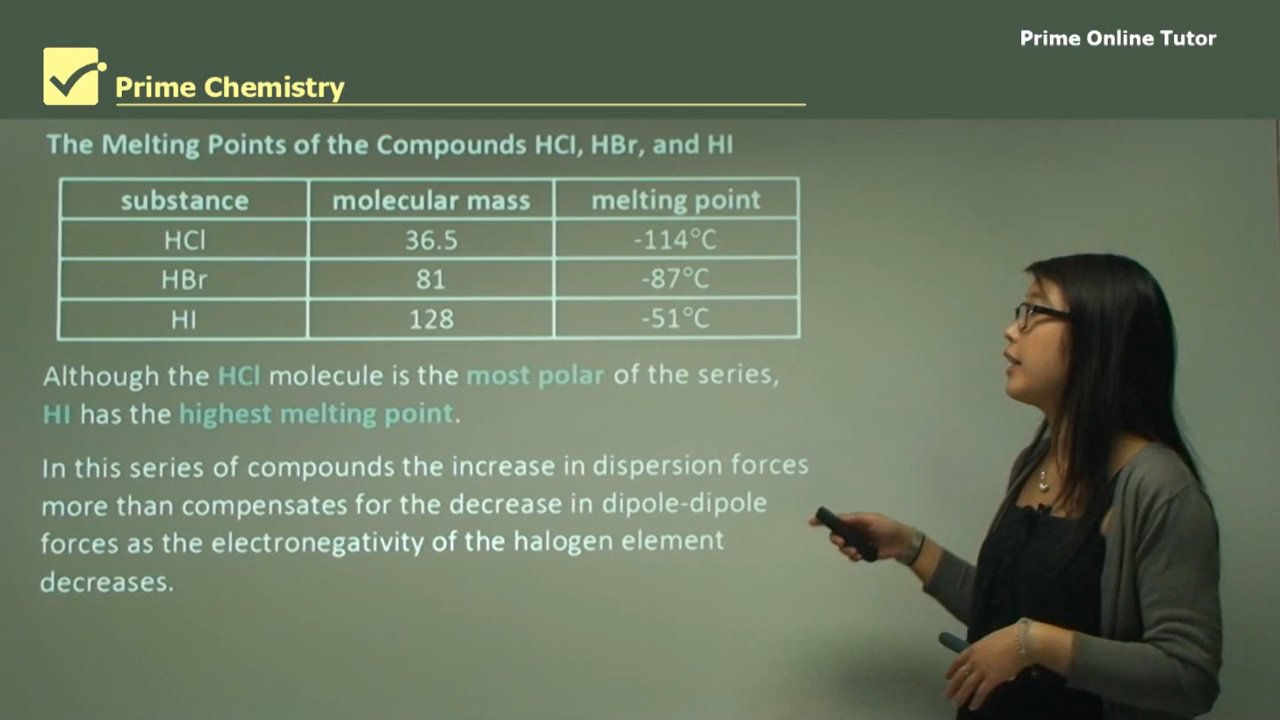 Prime Online Tutor
Prime Chemistry
The Melting Points of the Compounds HCl, HBr, and HI
substance molecular mass melting point
HCl 36.5 -114°C
HBr 81 -87°C
HI 128 -51°C
Although the HCl molecule is the most polar of the series,
HI has the highest melting point.
In this series of compounds the increase in dispersion forces
more than compensates for the decrease in dipole-dipole
forces as the electronegativity of the halogen element
decreases.